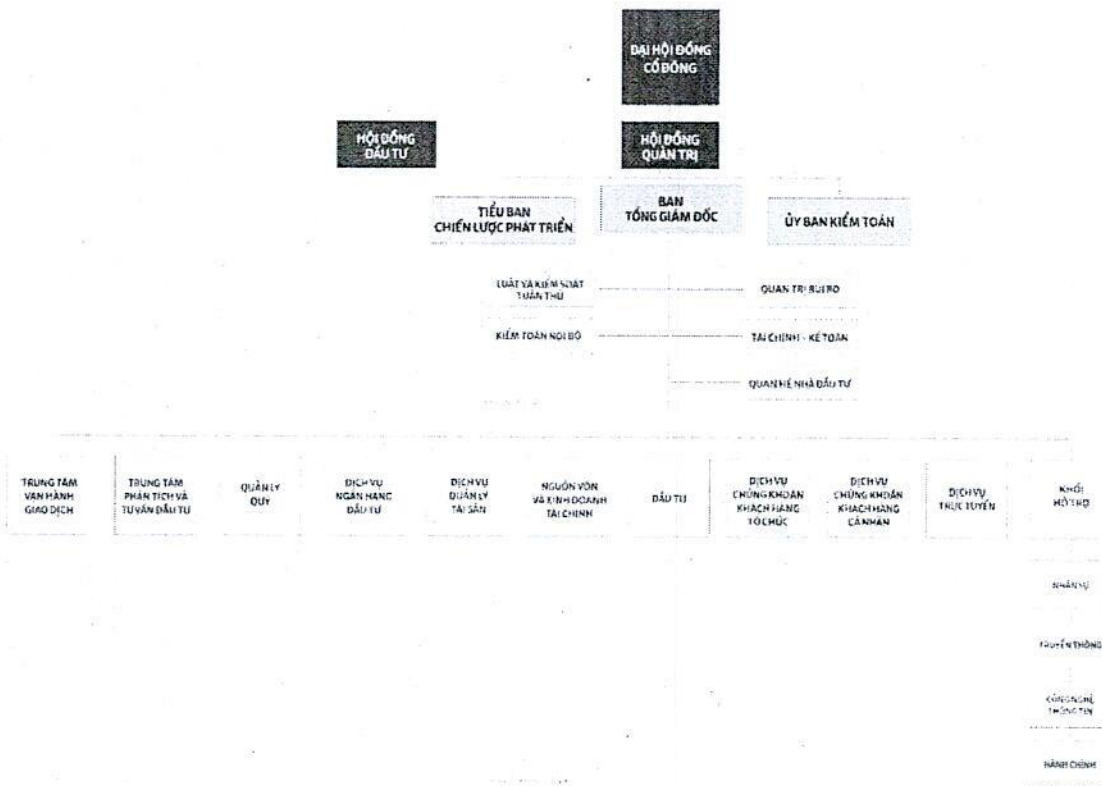 ĐẠI HỘI ĐỒNG
CỔ ĐÔNG
HỘI ĐỒNG
ĐẦU TƯ
HỘI ĐỒNG
QUẢN TRỊ
TIỂU BAN
CHIẾN LƯỢC PHÁT TRIỂN
BAN
TỔNG GIÁM ĐỐC
ỦY BAN KIỂM TOÁN
LUẬT VÀ KIỂM SOÁT
TUÂN THỦ
QUẢN TRỊ RỦI RO
KIỂM TOÁN NỘI BỘ
TÀI CHÍNH - KẾ TOÁN
QUAN HỆ NHÀ ĐẦU TƯ
TRUNG TÂM
VẬN HÀNH
GIAO DỊCH
TRUNG TÂM
PHÂN TÍCH VÀ
TƯ VẤN ĐẦU TƯ
QUẢN LÝ
QUỸ
DỊCH VỤ
NGÂN HÀNG
ĐẦU TƯ
DỊCH VỤ
QUẢN LÝ
TÀI SẢN
NGUỒN VỐN
VÀ KINH DOANH
TÀI CHÍNH
ĐẦU TƯ
DỊCH VỤ
CHỨNG KHOÁN
KHÁCH HÀNG
TỔ CHỨC
DỊCH VỤ
CHỨNG KHOÁN
KHÁCH HÀNG
CÁ NHÂN
DỊCH VỤ
TRỰC TUYẾN
KHỐI
HỖ TRỢ
NHÂN SỰ
TRUYỀN THÔNG
CÔNG NGHỆ
THÔNG TIN
HÀNH CHÍNH